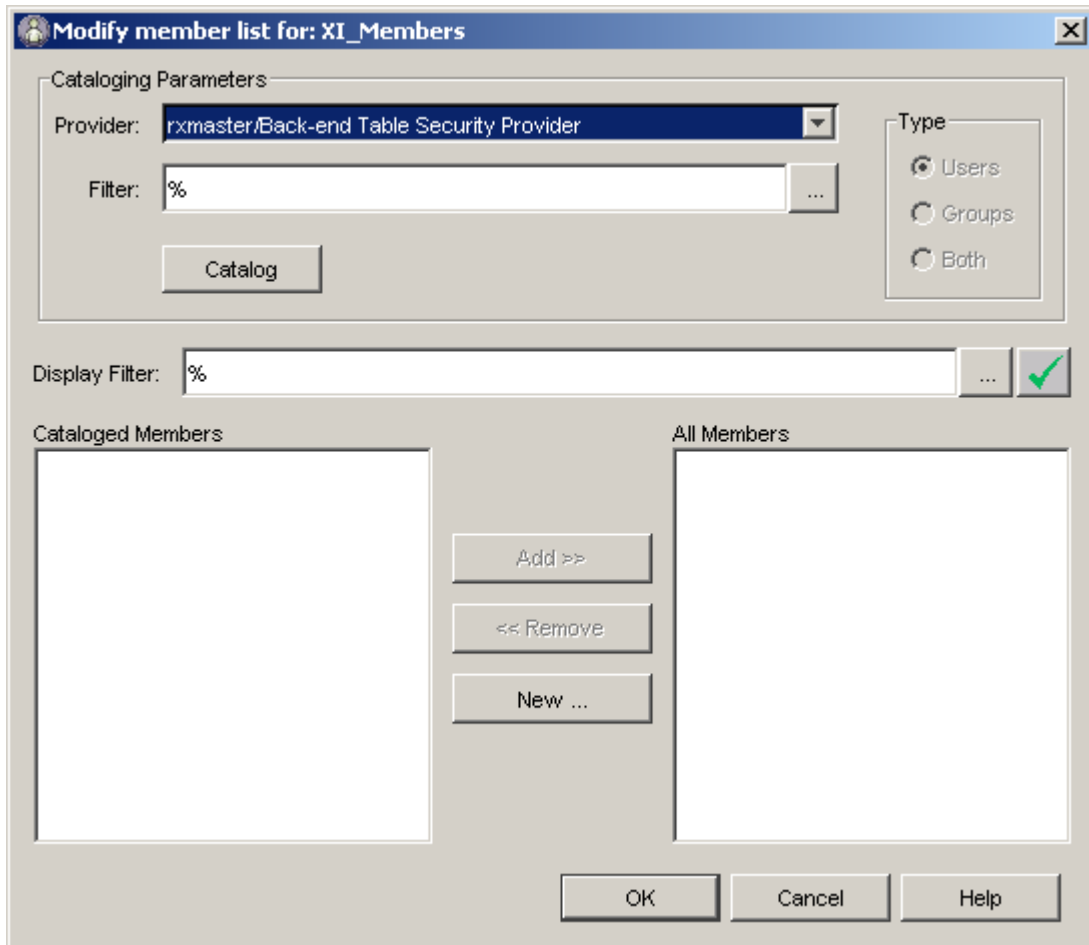 Modify member list for: XI_Members
Cataloging Parameters
Provider: rxmaster/Back-end Table Security Provider
Type
Users
Filter: % ...
Groups
Catalog
Both
Display Filter: % ...
Cataloged Members
All Members
Add >>
<< Remove
New ...
OK Cancel Help